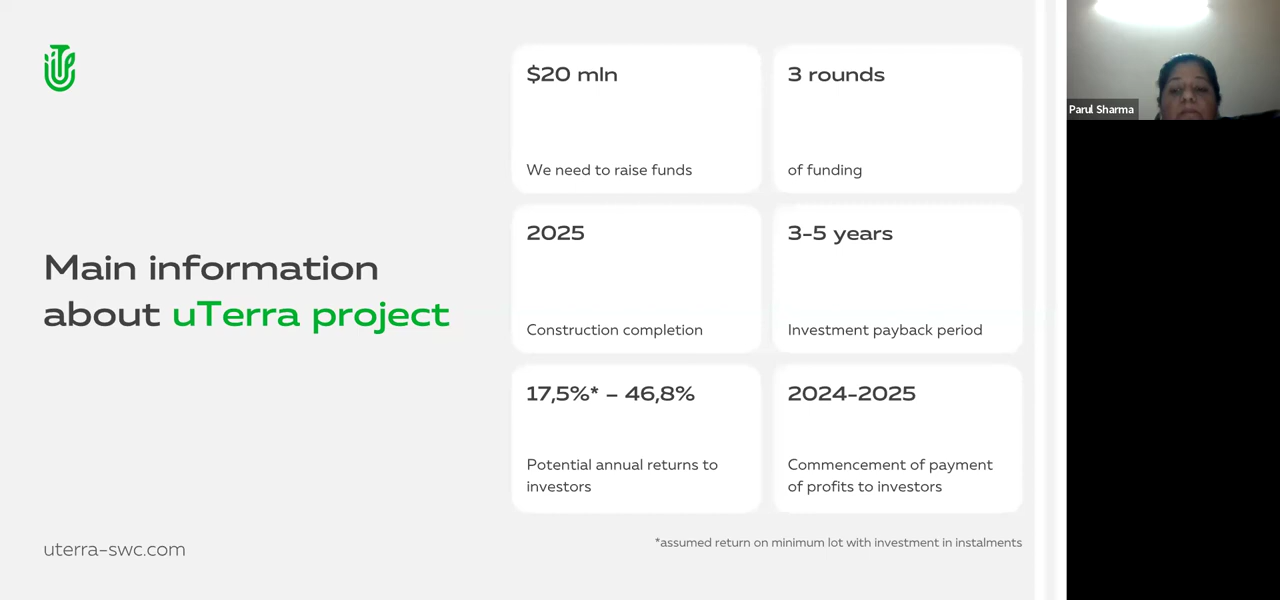 $20 mln
We need to raise funds
3 rounds
of funding
Main information
about uTerra project
2025
Construction completion
3-5 years
Investment payback period
17,5%* – 46,8%
Potential annual returns to
investors
2024-2025
Commencement of payment
of profits to investors
*assumed return on minimum lot with investment in instalments
uterra-swc.com
Parul Sharma